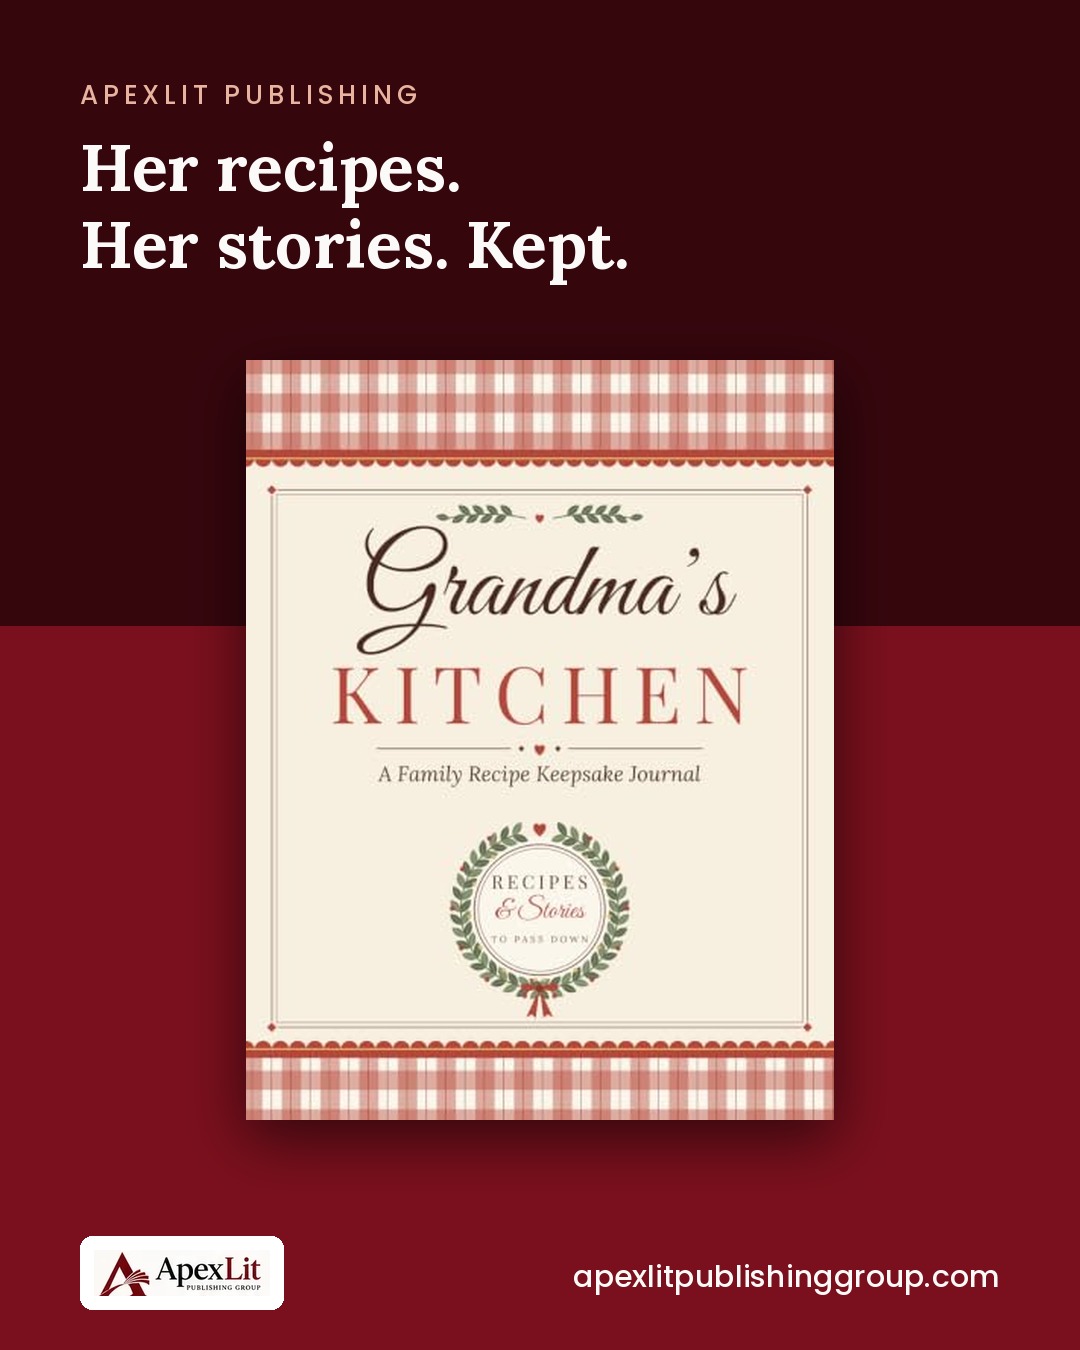 APEXLIT PUBLISHING
Her recipes.
Her stories. Kept.
Grandma's
KITCHEN
A Family Recipe Keepsake Journal
RECIPES
& Stories
TO PASS DOWN
ApexLit
PUBLISHING GROUP
apexlitpublishinggroup.com